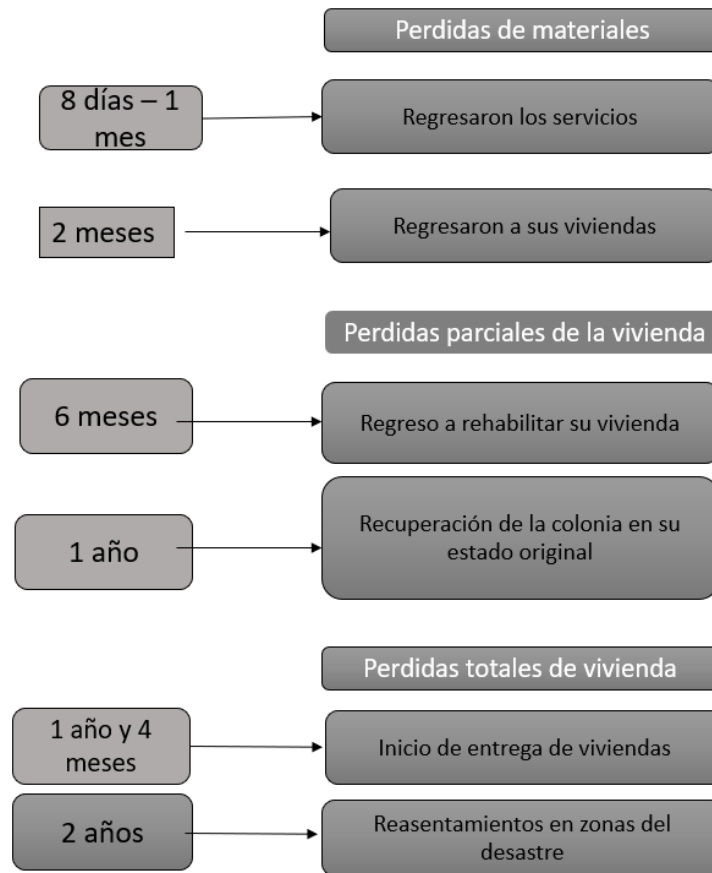 Perdidas de materiales
8 días – 1
mes
Regresaron los servicios
2 meses
Regresaron a sus viviendas
Perdidas parciales de la vivienda
6 meses
Regreso a rehabilitar su vivienda
1 año
Recuperación de la colonia en su
estado original
Perdidas totales de vivienda
1 año y 4
meses
Inicio de entrega de viviendas
2 años
Reasentamientos en zonas del
desastre